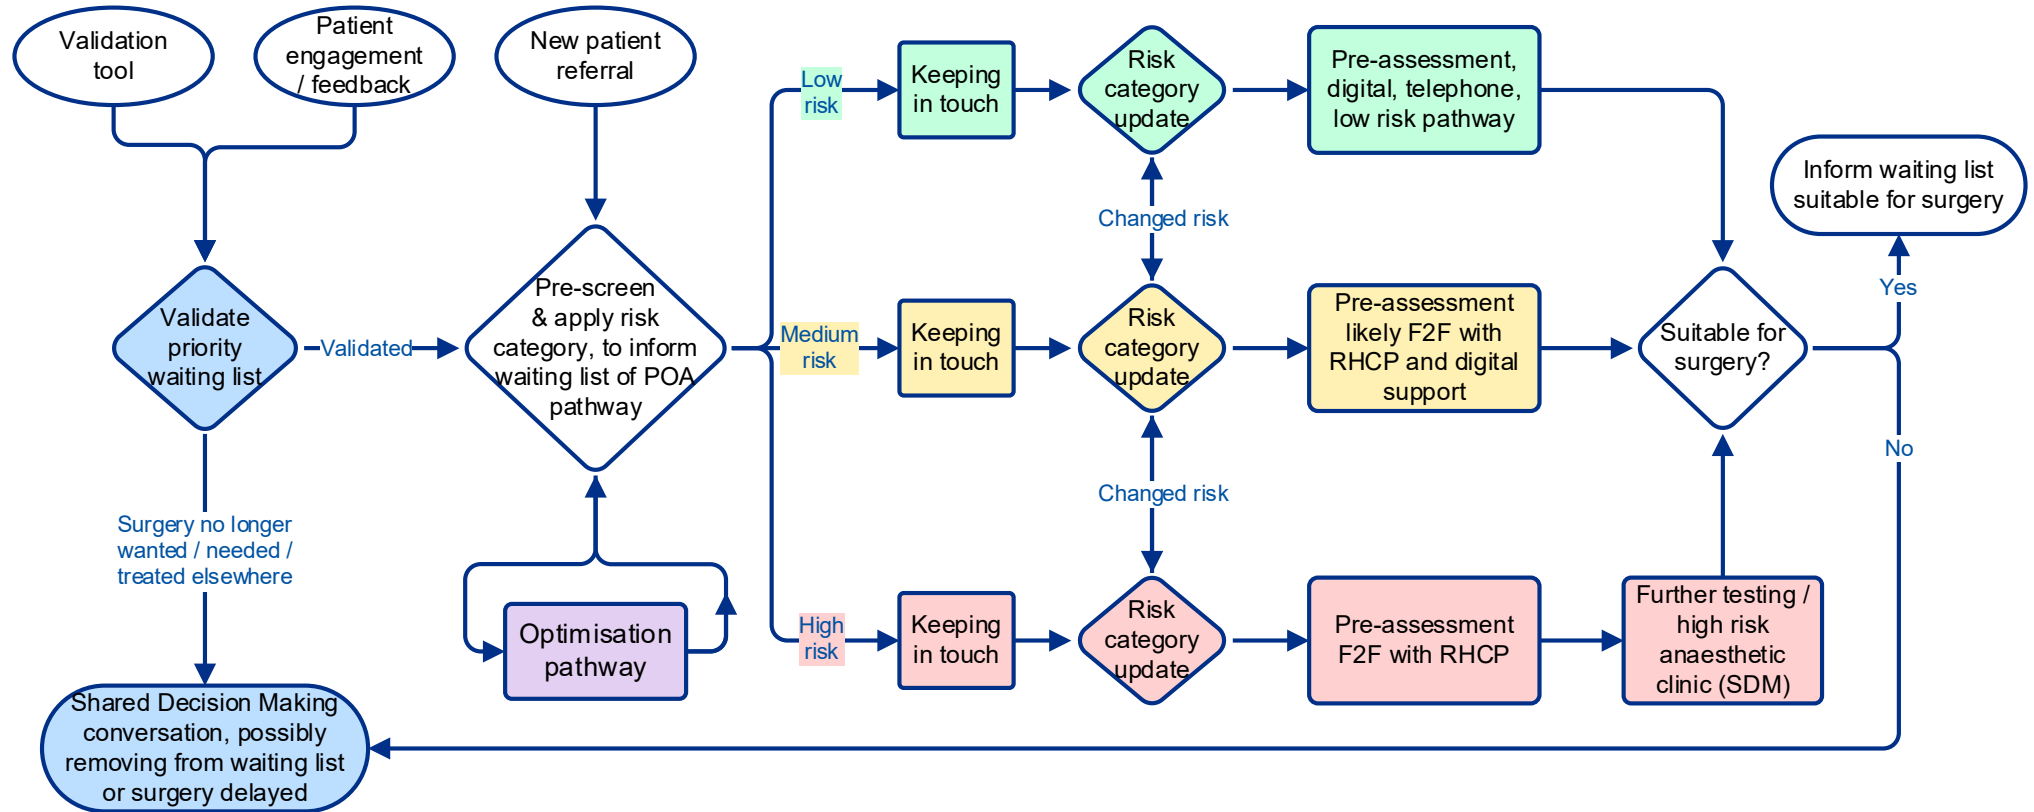 Validation
tool
Patient
engagement
/ feedback
New patient
referral
Low
risk
Keeping
in touch
Risk
category
update
Pre-assessment,
digital, telephone,
low risk pathway
Inform waiting list
suitable for surgery
Changed risk
Yes
Validate
priority
waiting list
Validated
Pre-screen
& apply risk
category, to inform
waiting list of POA
pathway
Medium
risk
Keeping
in touch
Risk
category
update
Pre-assessment
likely F2F with
RHCP and digital
support
Suitable for
surgery?
No
Changed risk
Surgery no longer
wanted / needed /
treated elsewhere
Optimisation
pathway
High
risk
Keeping
in touch
Risk
category
update
Pre-assessment
F2F with RHCP
Further testing /
high risk
anaesthetic
clinic (SDM)
Shared Decision Making
conversation, possibly
removing from waiting list
or surgery delayed